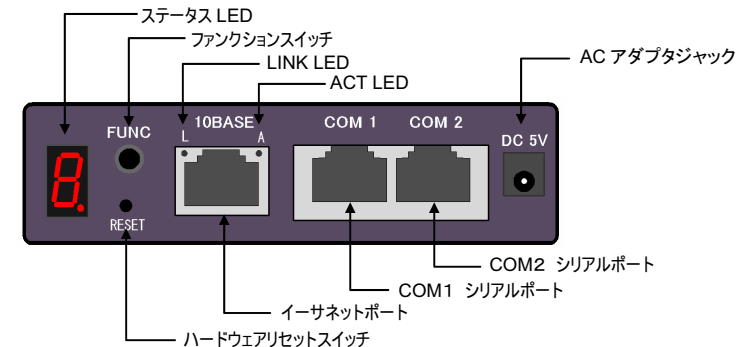 ステータス LED
ファンクションスイッチ
LINK LED
ACT LED
AC アダプタジャック
FUNC
10BASE
L
A
COM 1
COM 2
DC 5V
8.
RESET
COM2 シリアルポート
COM1 シリアルポート
イーサネットポート
ハードウェアリセットスイッチ